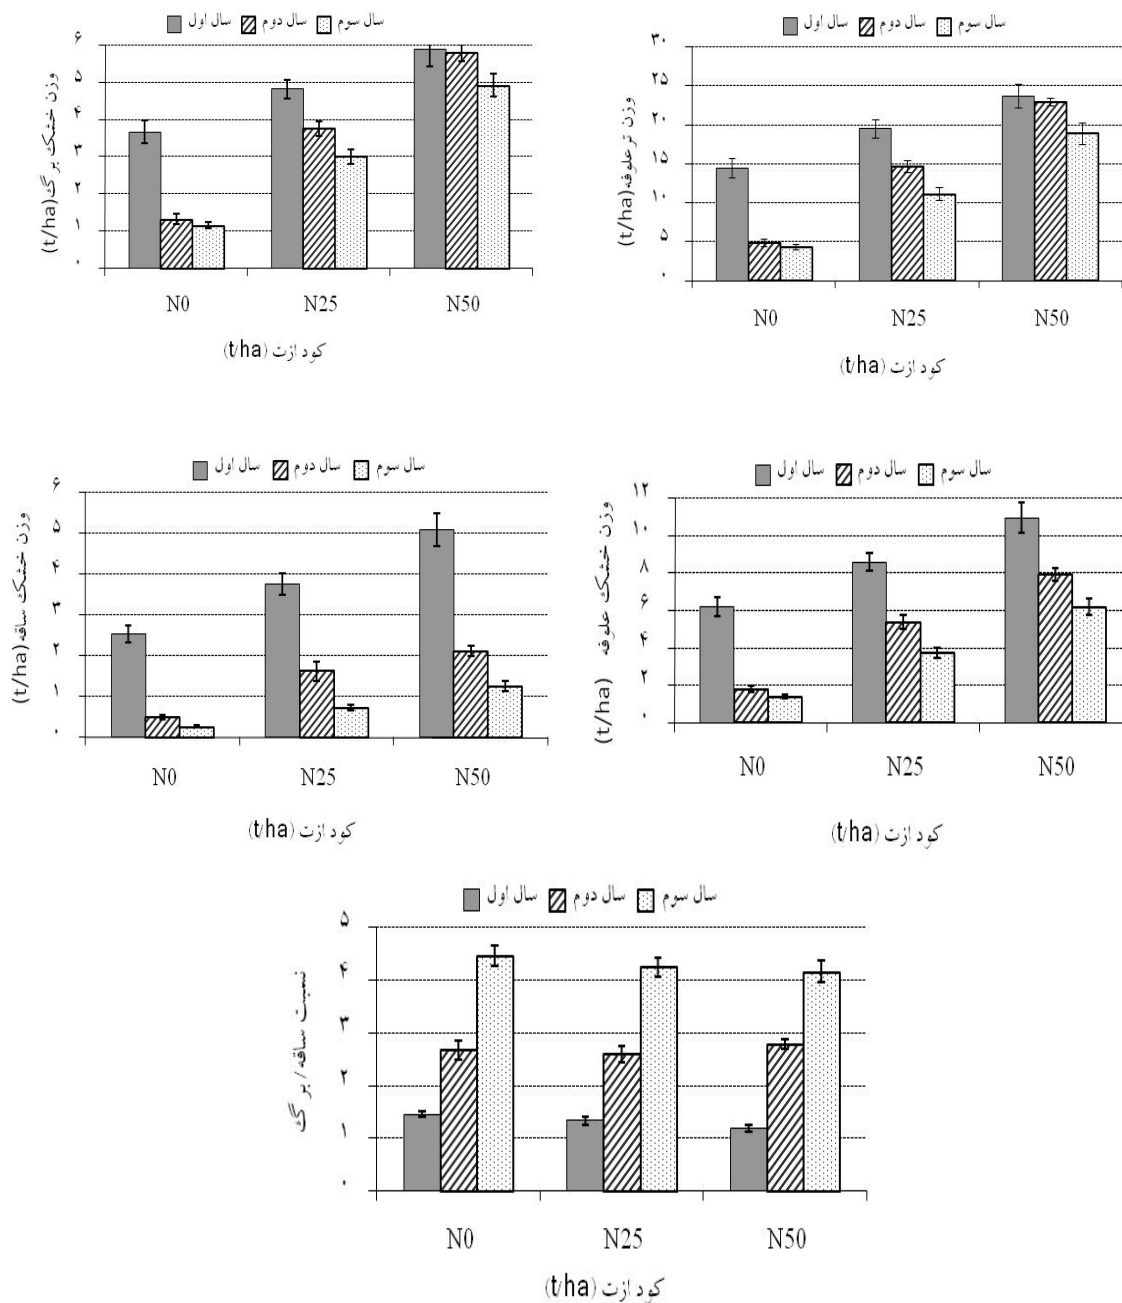 سال اول سال دوم سال سوم
وزن خشک برگ (t/ha)
۶
۵
۴
۳
۲
۱
۰
N0 N25 N50
کود ازت (t/ha)
سال اول سال دوم سال سوم
وزن تر علوفه (t/ha)
۳۰
۲۵
۲۰
۱۵
۱۰
۵
۰
N0 N25 N50
کود ازت (t/ha)
سال اول سال دوم سال سوم
وزن خشک ساقه (t/ha)
۶
۵
۴
۳
۲
۱
۰
N0 N25 N50
کود ازت (t/ha)
سال اول سال دوم سال سوم
وزن خشک علوفه (t/ha)
۱۲
۱۰
۸
۶
۴
۲
۰
N0 N25 N50
کود ازت (t/ha)
سال اول سال دوم سال سوم
نسبت ساقه / برگ
۵
۴
۳
۲
۱
۰
N0 N25 N50
کود ازت (t/ha)